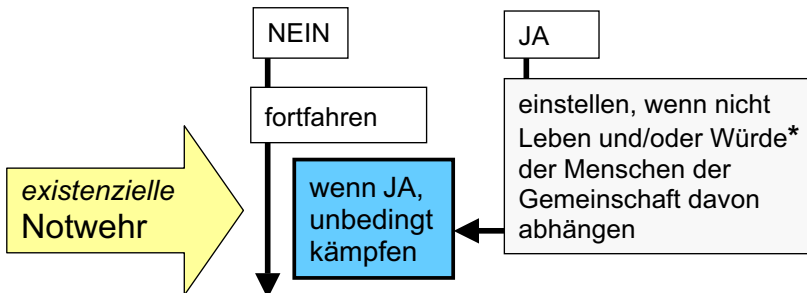 NEIN
JA
fortfahren
einstellen, wenn nicht
Leben und/oder Würde*
der Menschen der
Gemeinschaft davon
abhängen
existenzielle
Notwehr
wenn JA,
unbedingt
kämpfen